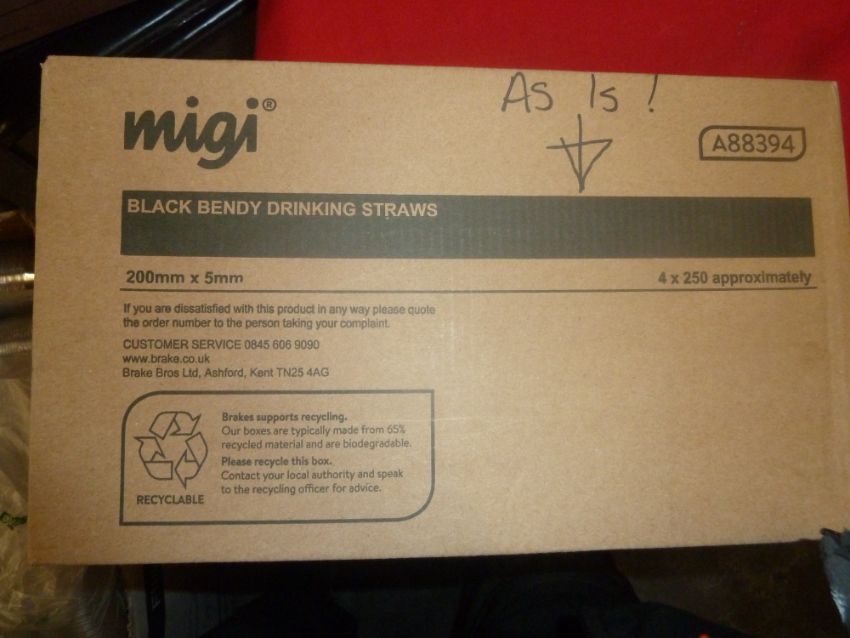 As Is!
migi®
A88394
BLACK BENDY DRINKING STRAWS
200mm x 5mm
4 x 250 approximately
If you are dissatisfied with this product in any way please quote
the order number to the person taking your complaint.
CUSTOMER SERVICE 0845 606 9090
www.brake.co.uk
Brake Bros Ltd, Ashford, Kent TN25 4AG
Brakes supports recycling.
Our boxes are typically made from 65%
recycled material and are biodegradable.
Please recycle this box.
Contact your local authority and speak
to the recycling officer for advice.
RECYCLABLE